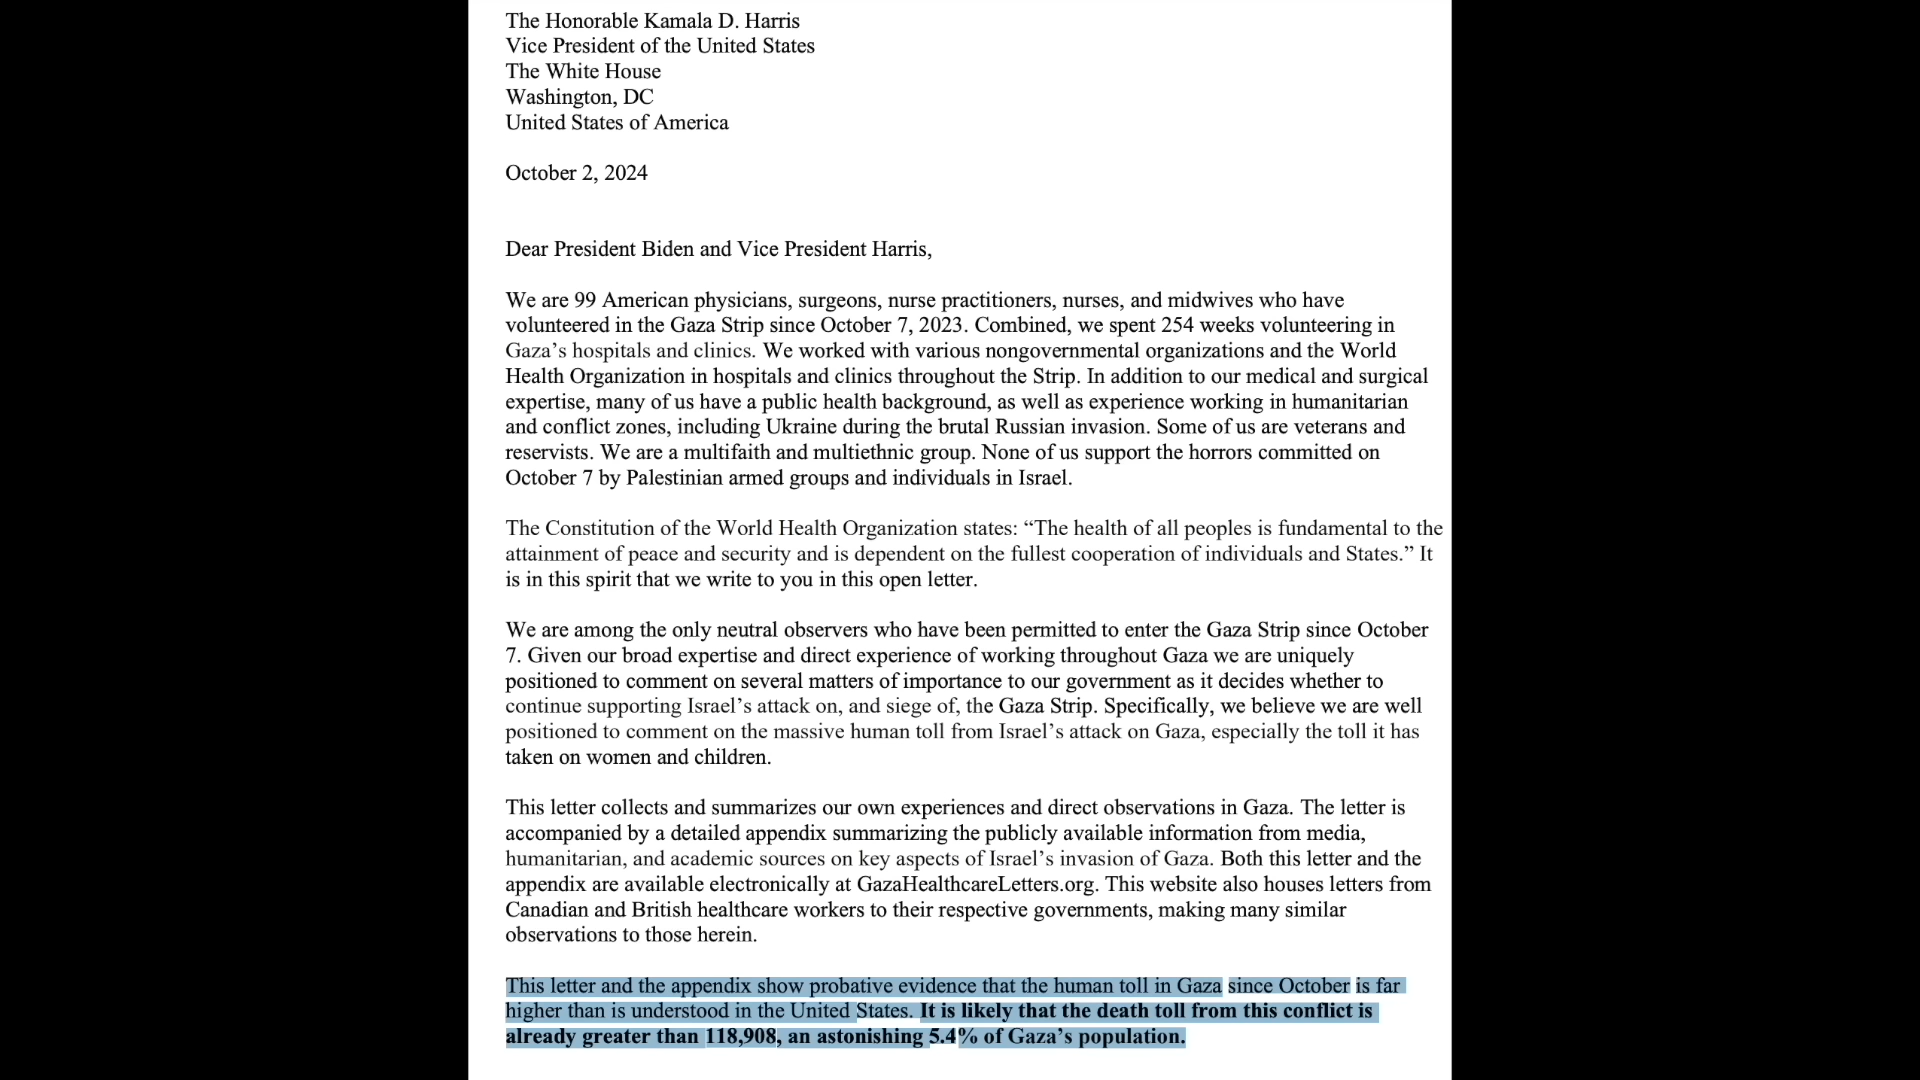 The Honorable Kamala D. Harris
Vice President of the United States
The White House
Washington, DC
United States of America
October 2, 2024
Dear President Biden and Vice President Harris,
We are 99 American physicians, surgeons, nurse practitioners, nurses, and midwives who have
volunteered in the Gaza Strip since October 7, 2023. Combined, we spent 254 weeks volunteering in
Gaza’s hospitals and clinics. We worked with various nongovernmental organizations and the World
Health Organization in hospitals and clinics throughout the Strip. In addition to our medical and surgical
expertise, many of us have a public health background, as well as experience working in humanitarian
and conflict zones, including Ukraine during the brutal Russian invasion. Some of us are veterans and
reservists. We are a multifaith and multiethnic group. None of us support the horrors committed on
October 7 by Palestinian armed groups and individuals in Israel.
The Constitution of the World Health Organization states: “The health of all peoples is fundamental to the
attainment of peace and security and is dependent on the fullest cooperation of individuals and States.” It
is in this spirit that we write to you in this open letter.
We are among the only neutral observers who have been permitted to enter the Gaza Strip since October
7. Given our broad expertise and direct experience of working throughout Gaza we are uniquely
positioned to comment on several matters of importance to our government as it decides whether to
continue supporting Israel’s attack on, and siege of, the Gaza Strip. Specifically, we believe we are well
positioned to comment on the massive human toll from Israel’s attack on Gaza, especially the toll it has
taken on women and children.
This letter collects and summarizes our own experiences and direct observations in Gaza. The letter is
accompanied by a detailed appendix summarizing the publicly available information from media,
humanitarian, and academic sources on key aspects of Israel’s invasion of Gaza. Both this letter and the
appendix are available electronically at GazaHealthcareLetters.org. This website also houses letters from
Canadian and British healthcare workers to their respective governments, making many similar
observations to those herein.
This letter and the appendix show probative evidence that the human toll in Gaza since October is far
higher than is understood in the United States. It is likely that the death toll from this conflict is
already greater than 118,908, an astonishing 5.4% of Gaza’s population.